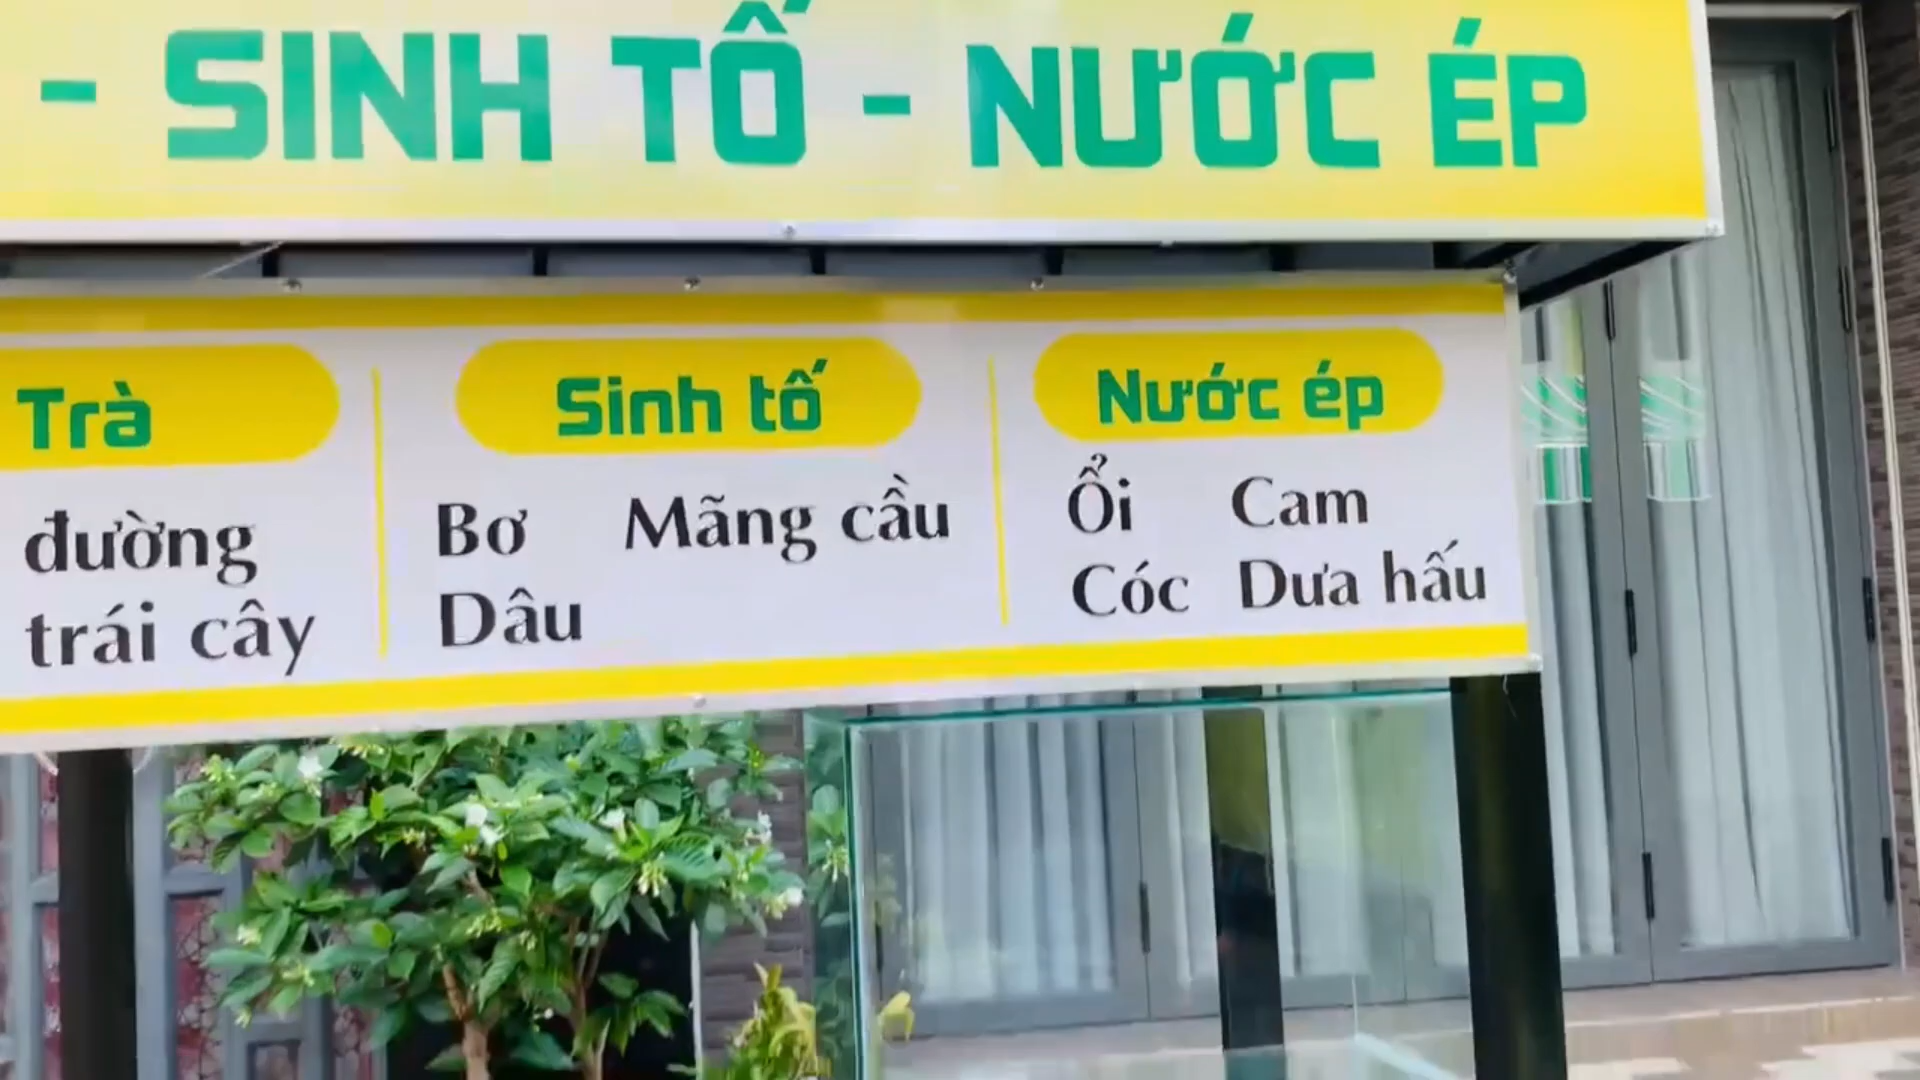 - SINH TỐ - NƯỚC ÉP
Trà
đường
trái cây
Sinh tố
Bơ Mãng cầu
Dâu
Nước ép
Ổi Cam
Cóc Dưa hấu